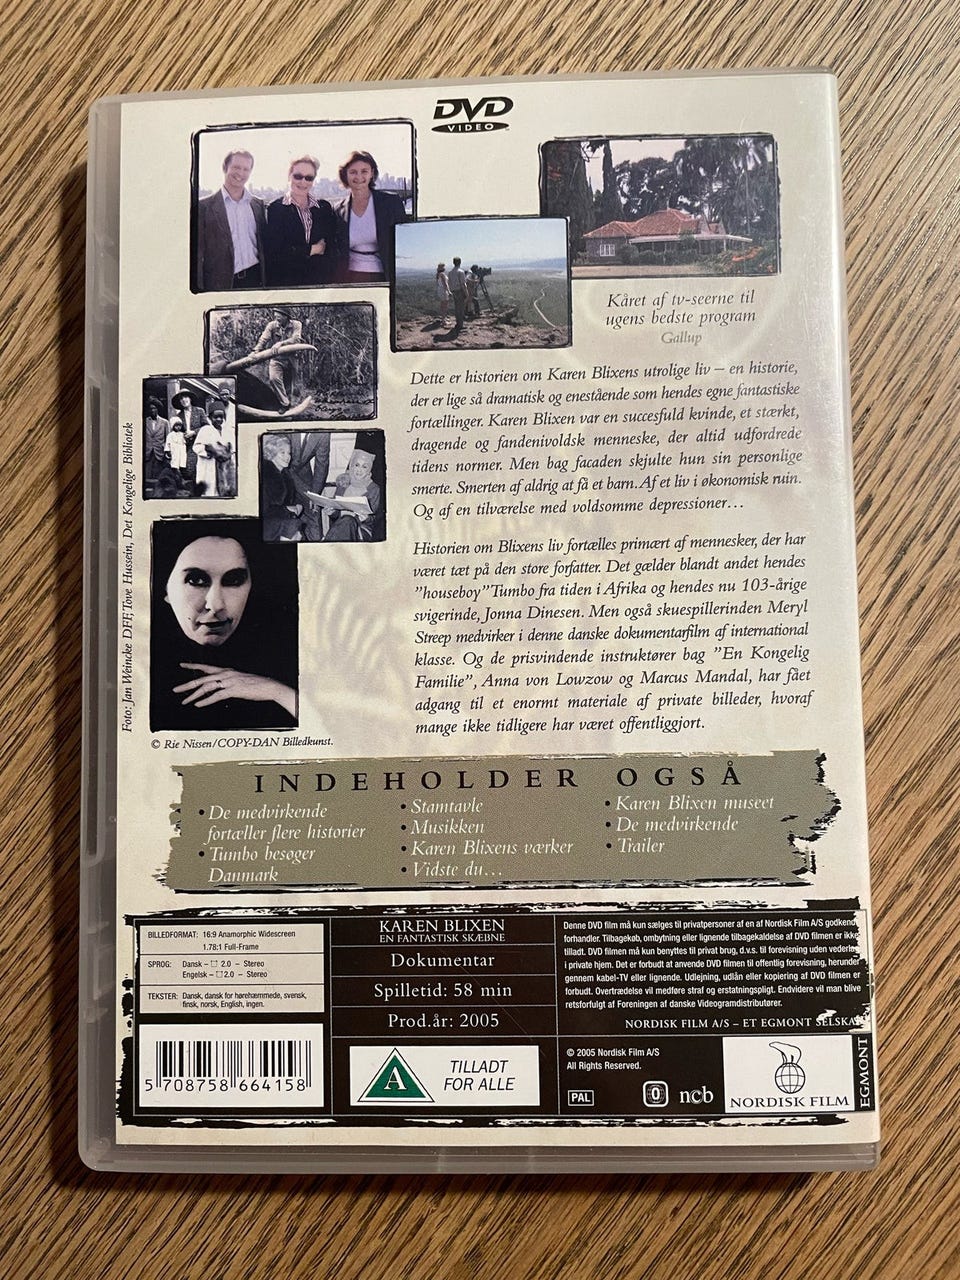 DVD
VIDEO
Kåret af tv-seerne til
ugens bedste program
Gallup
Dette er historien om Karen Blixens utrolige liv – en historie,
der er lige så dramatisk og enestående som hendes egne fantastiske
fortællinger. Karen Blixen var en succesfuld kvinde, et stærkt,
dragende og fandenivoldsk menneske, der altid udfordrede
tidens normer. Men bag facaden skjulte hun sin personlige
smerte. Smerten af aldrig at få et barn. Af et liv i økonomisk ruin.
Og af en tilværelse med voldsomme depressioner...
Historien om Blixens liv fortælles primært af mennesker, der har
været tæt på den store forfatter. Det gælder blandt andet hendes
"houseboy" Tumbo fra tiden i Afrika og hendes nu 103-årige
svigerinde, Jonna Dinesen. Men også skuespillerinden Meryl
Streep medvirker i denne danske dokumentarfilm af international
klasse. Og de prisvindende instruktører bag "En Kongelig
Familie", Anna von Lowzow og Marcus Mandal, har fået
adgang til et enormt materiale af private billeder, hvoraf
mange ikke tidligere har været offentliggjort.
Foto: Jan Weincke DFF, Tove Hussein, Det Kongelige Bibliotek
© Rie Nissen/COPY-DAN Billedkunst.
INDEHOLDER OGSÅ
• De medvirkende
fortæller flere historier
• Tumbo besøger
Danmark
• Stamtavle
• Musikken
• Karen Blixens værker
• Vidste du...
• Karen Blixen museet
• De medvirkende
• Trailer
BILLEDFORMAT: 16:9 Anamorphic Widescreen
1.78:1 Full-Frame
SPROG: Dansk – 2.0 – Stereo
Engelsk – 2.0 – Stereo
TEKSTER: Dansk, dansk for hørehæmmede, svensk,
finsk, norsk, English, ingen.
5 708758 664158
KAREN BLIXEN
EN FANTASTISK SKÆBNE
Dokumentar
Spilletid: 58 min
Prod.år: 2005
A
TILLADT
FOR ALLE
Denne DVD film må kun sælges til privatpersoner af en af Nordisk Film A/S godkend
forhandler. Tilbagekøb, ombytning eller lignende tilbagekaldelse af DVD filmen er ikke
tilladt. DVD filmen må kun benyttes til privat brug, d.v.s. til forevisning uden vederlag
i private hjem. Det er forbudt at anvende DVD filmen til offentlig forevisning, herunder
gennem kabel-TV eller lignende. Udlejning, udlån eller kopiering af DVD filmen er
forbudt. Overtrædelse vil medføre straf og erstatningspligt. Endvidere vil man blive
retsforfulgt af Foreningen af danske Videogramdistributører.
NORDISK FILM A/S – ET EGMONT SELSKA
© 2005 Nordisk Film A/S
All Rights Reserved.
PAL
0
ncb
NORDISK FILM
EGMONT